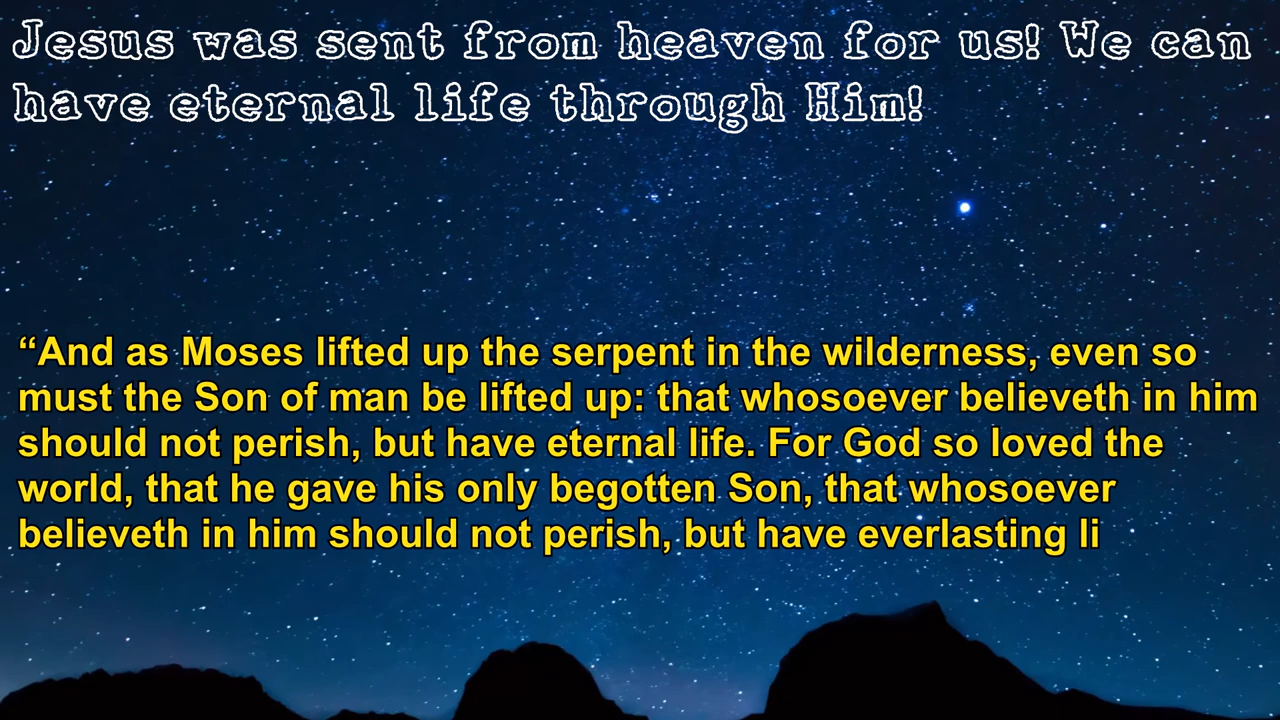 Jesus was sent from heaven for us! We can
have eternal life through Him!
“And as Moses lifted up the serpent in the wilderness, even so
must the Son of man be lifted up: that whosoever believeth in him
should not perish, but have eternal life. For God so loved the
world, that he gave his only begotten Son, that whosoever
believeth in him should not perish, but have everlasting li